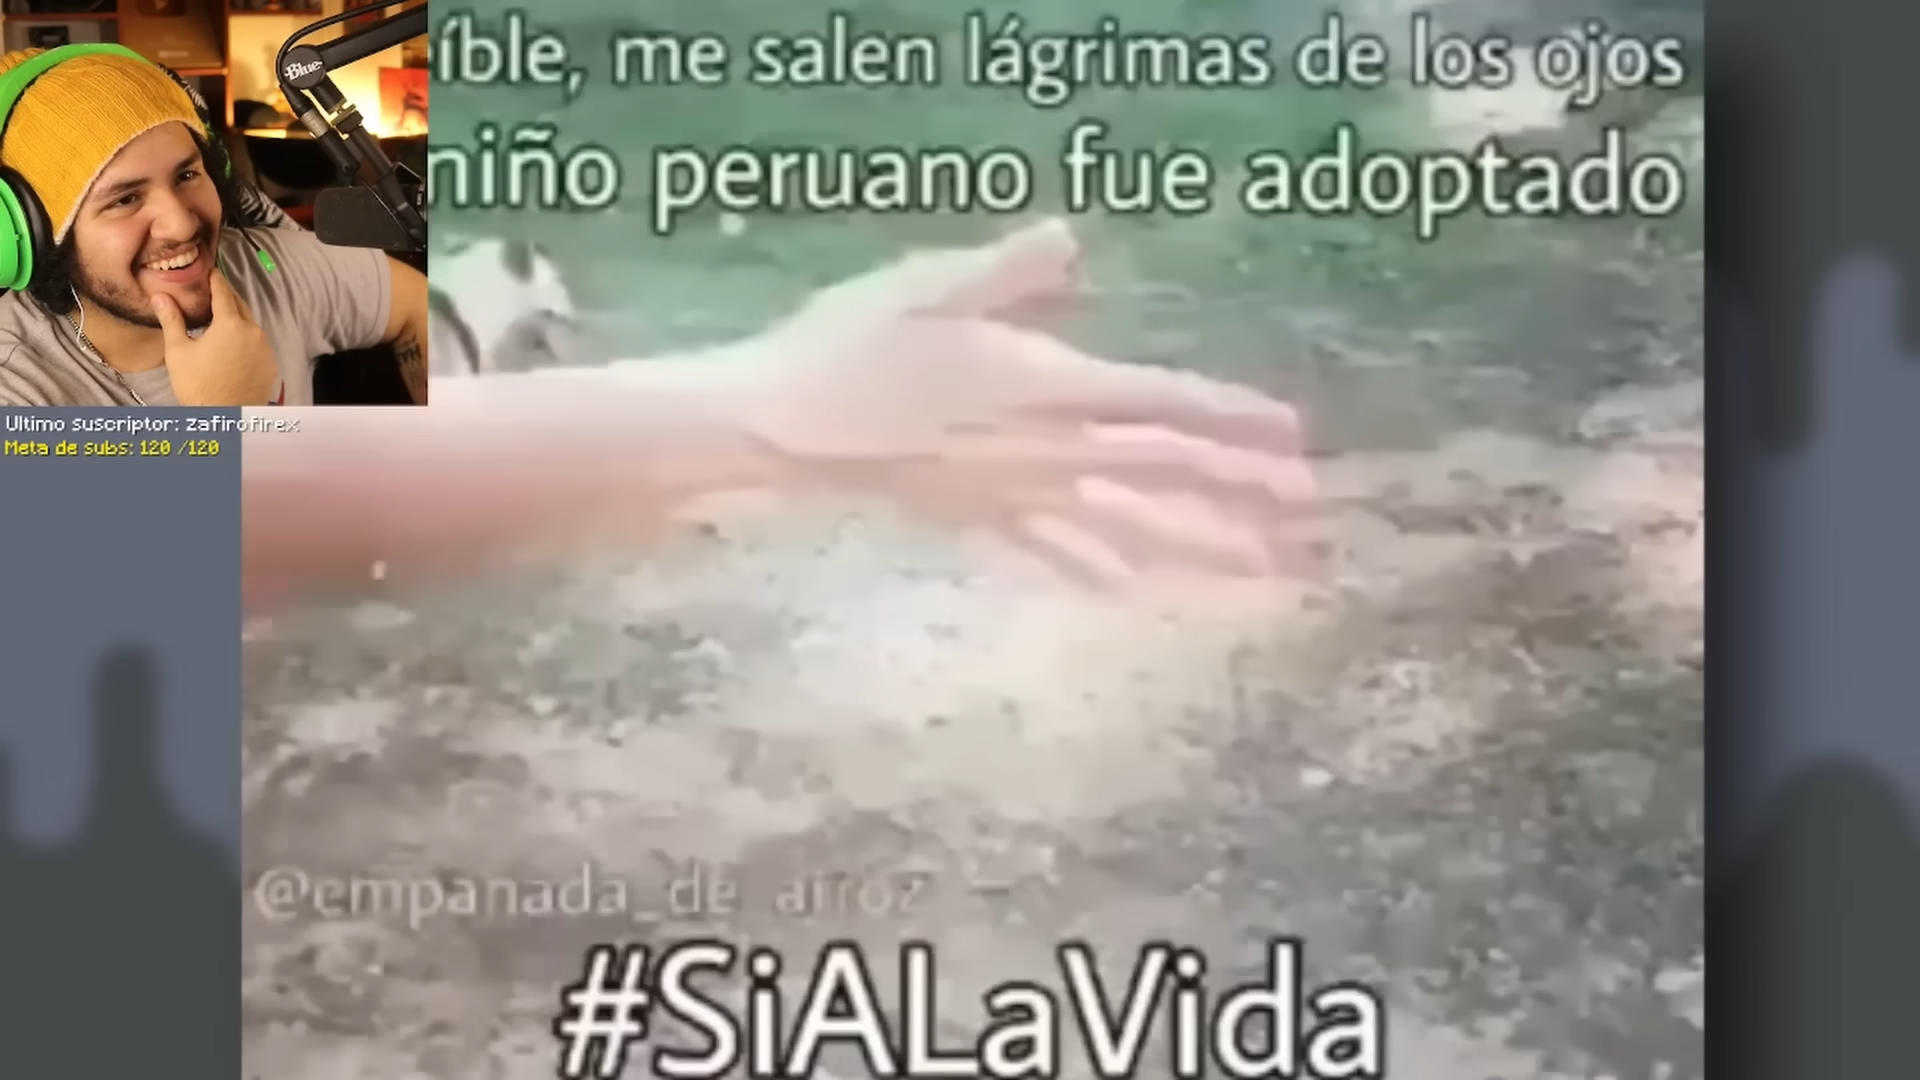 Blue
íble, me salen lágrimas de los ojos
niño peruano fue adoptado
Ultimo suscriptor: zafirofirex
Meta de subs: 120 /120
@empanada_de_arroz
#SiALaVida